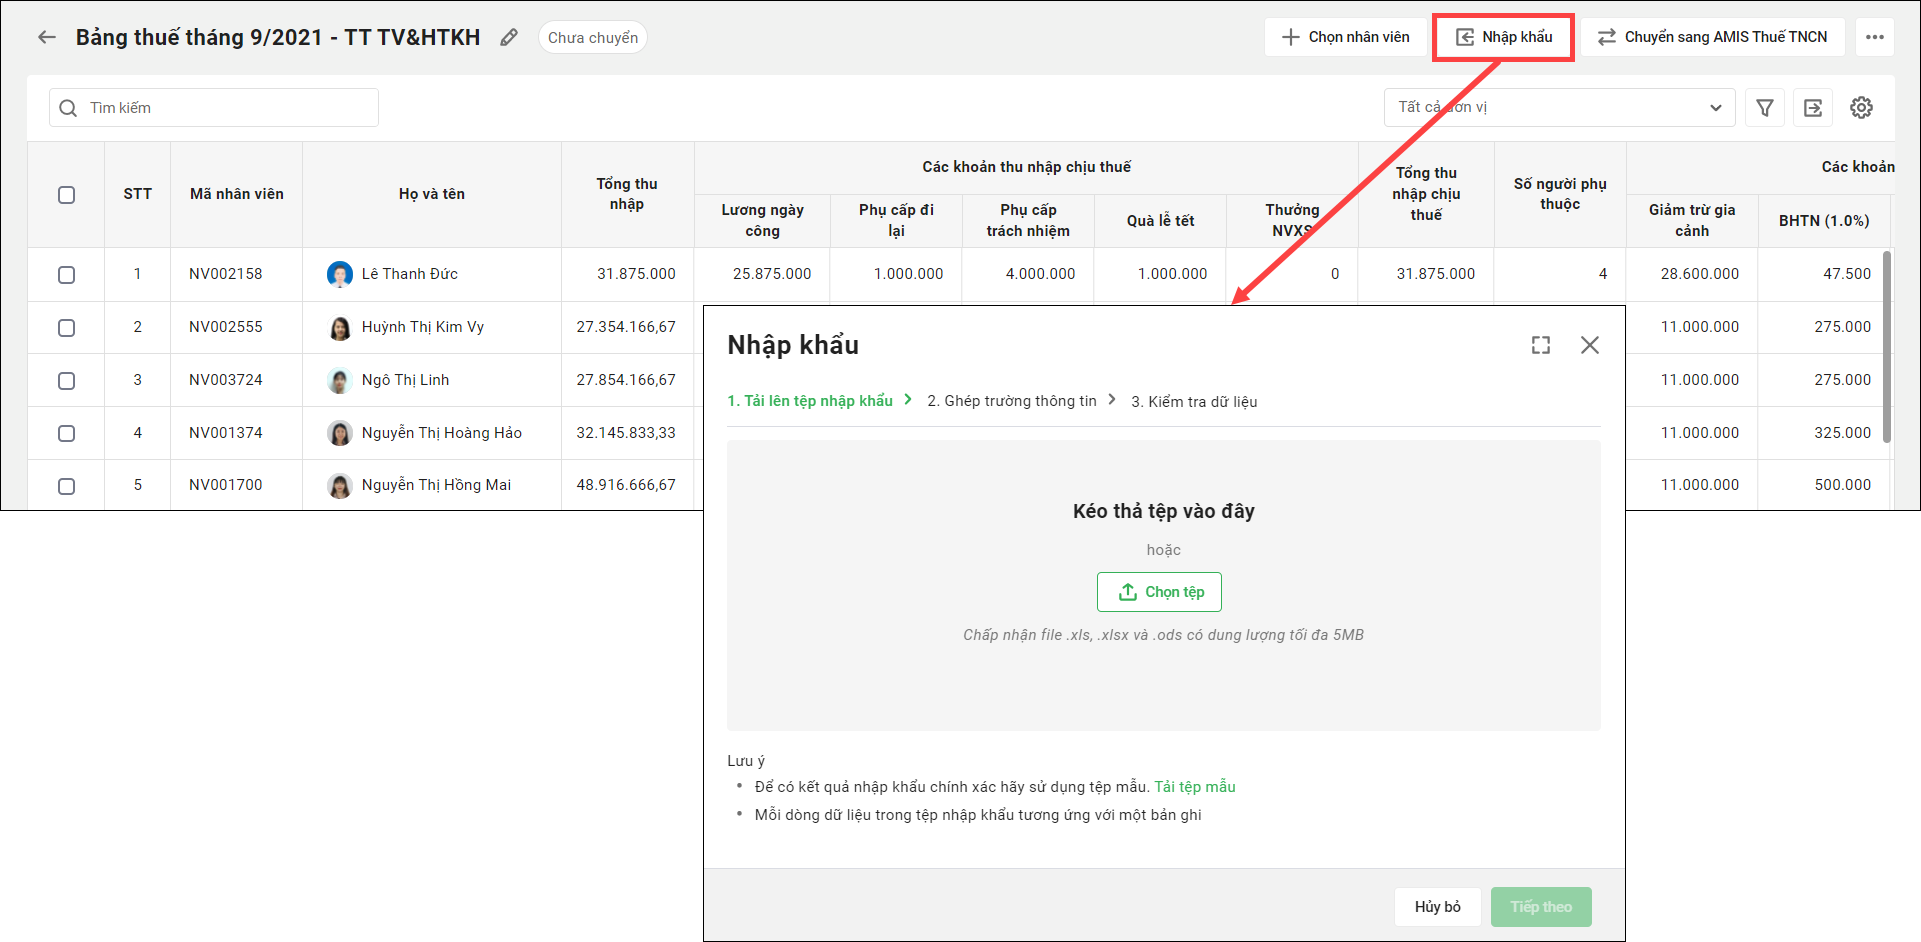 Bảng thuế tháng 9/2021 - TT TV&HTKH Chưa chuyển Chọn nhân viên Nhập khẩu Chuyển sang AMIS Thuế TNCN
Tìm kiếm Tất cả đơn vị
STT Mã nhân viên Họ và tên Tổng thu nhập Các khoản thu nhập chịu thuế Tổng thu nhập chịu thuế Số người phụ thuộc Các khoản
Lương ngày công Phụ cấp đi lại Phụ cấp trách nhiệm Quà lễ tết Thưởng NVXS Giảm trừ gia cảnh BHTN (1.0%)
1 NV002158 Lê Thanh Đức 31.875.000 25.875.000 1.000.000 4.000.000 1.000.000 0 31.875.000 4 28.600.000 47.500
2 NV002555 Huỳnh Thị Kim Vy 27.354.166,67 11.000.000 275.000
3 NV003724 Ngô Thị Linh 27.854.166,67 11.000.000 275.000
4 NV001374 Nguyễn Thị Hoàng Hảo 32.145.833,33 11.000.000 325.000
5 NV001700 Nguyễn Thị Hồng Mai 48.916.666,67 11.000.000 500.000
Nhập khẩu
1. Tải lên tệp nhập khẩu 2. Ghép trường thông tin 3. Kiểm tra dữ liệu
Kéo thả tệp vào đây
hoặc
Chọn tệp
Chấp nhận file .xls, .xlsx và .ods có dung lượng tối đa 5MB
Lưu ý
• Để có kết quả nhập khẩu chính xác hãy sử dụng tệp mẫu. Tải tệp mẫu
• Mỗi dòng dữ liệu trong tệp nhập khẩu tương ứng với một bản ghi
Hủy bỏ Tiếp theo